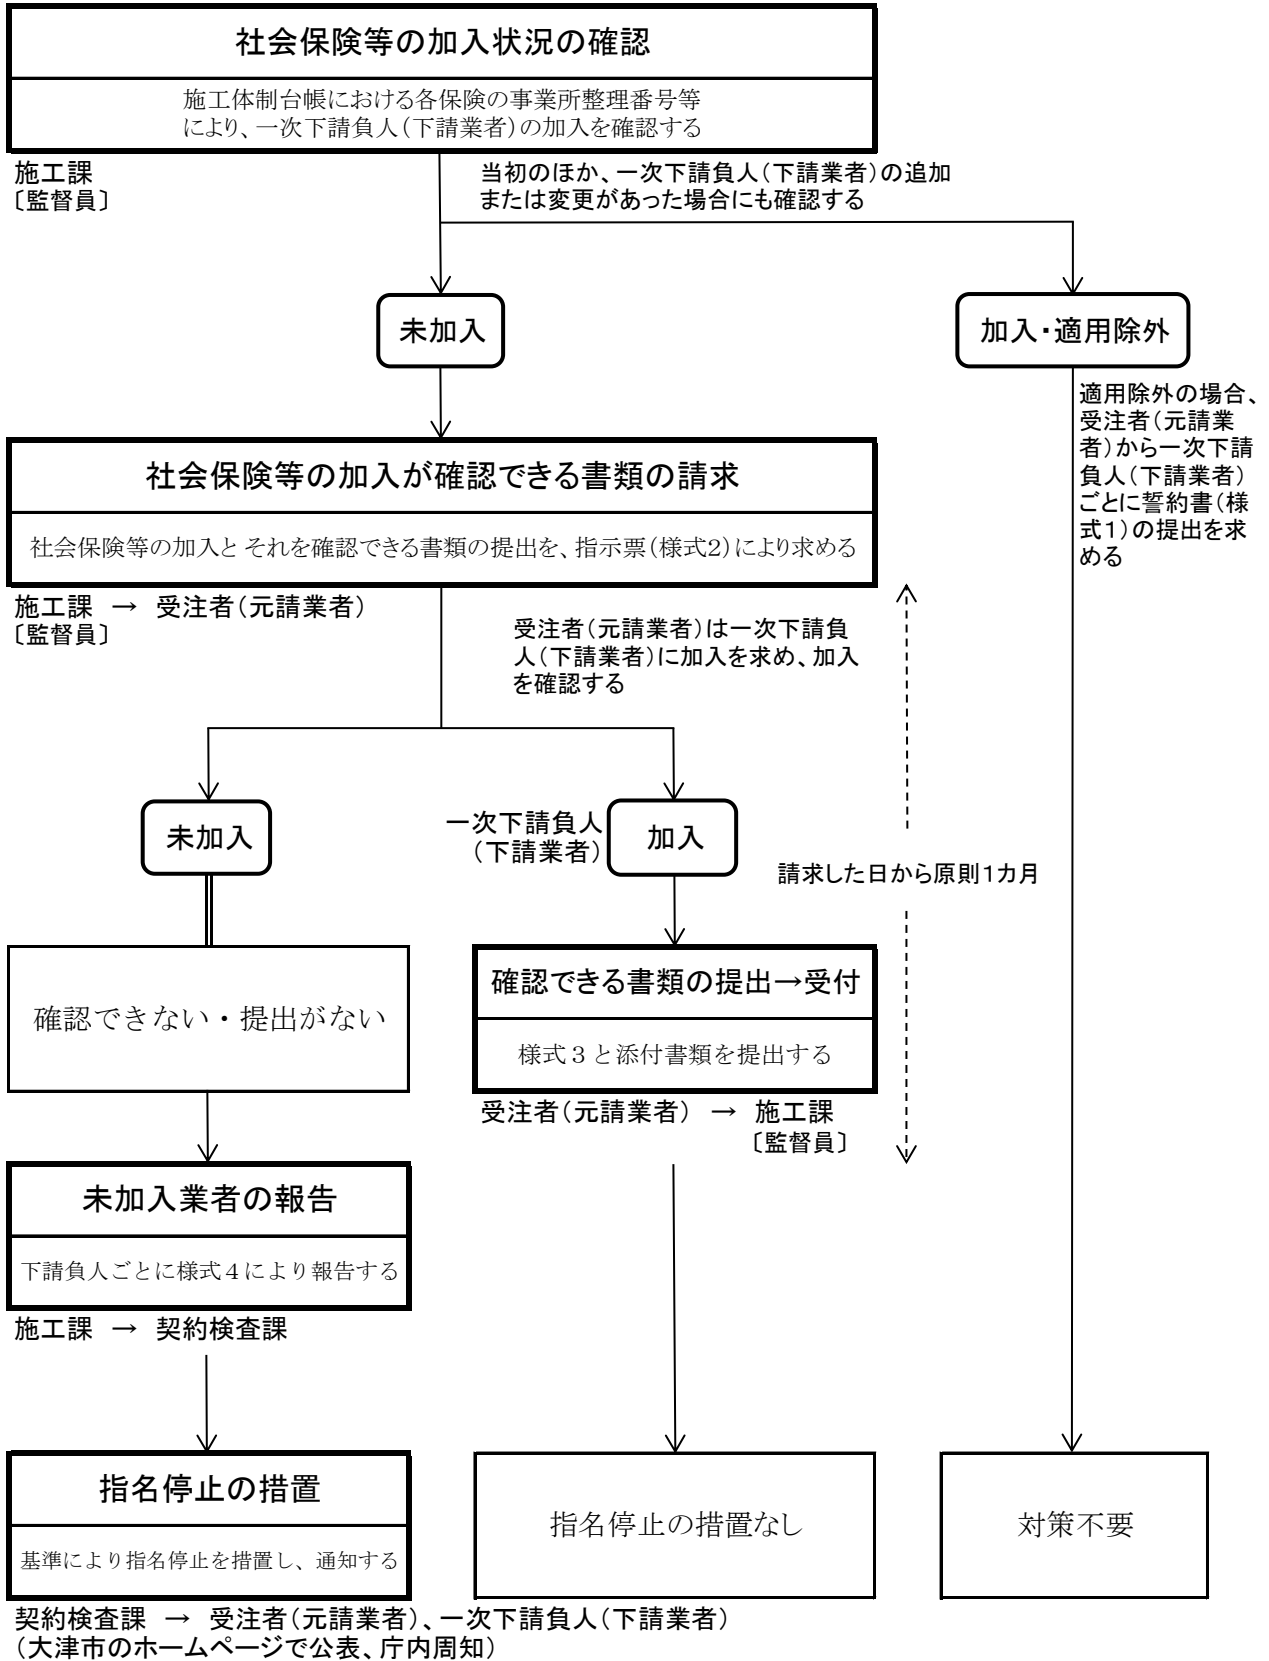 社会保険等の加入状況の確認
施工体制台帳における各保険の事業所整理番号等
により、一次下請負人(下請業者)の加入を確認する
施工課
〔監督員〕
当初のほか、一次下請負人(下請業者)の追加
または変更があった場合にも確認する
未加入
加入・適用除外
適用除外の場合、
受注者(元請業
者)から一次下請
負人(下請業者)
ごとに誓約書(様
式1)の提出を求
める
社会保険等の加入が確認できる書類の請求
社会保険等の加入とそれを確認できる書類の提出を、指示票(様式2)により求める
施工課 → 受注者(元請業者)
〔監督員〕
受注者(元請業者)は一次下請負
人(下請業者)に加入を求め、加入
を確認する
未加入
一次下請負人
(下請業者)
加入
請求した日から原則1カ月
確認できない・提出がない
確認できる書類の提出→受付
様式3と添付書類を提出する
受注者(元請業者) → 施工課
〔監督員〕
未加入業者の報告
下請負人ごとに様式4により報告する
施工課 → 契約検査課
指名停止の措置
基準により指名停止を措置し、通知する
指名停止の措置なし
対策不要
契約検査課 → 受注者(元請業者)、一次下請負人(下請業者)
(大津市のホームページで公表、庁内周知)